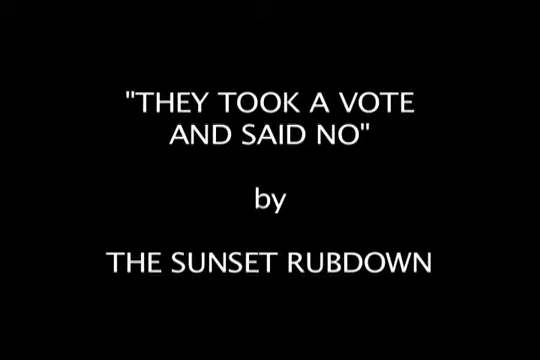 "THEY TOOK A VOTE
AND SAID NO"
by
THE SUNSET RUBDOWN